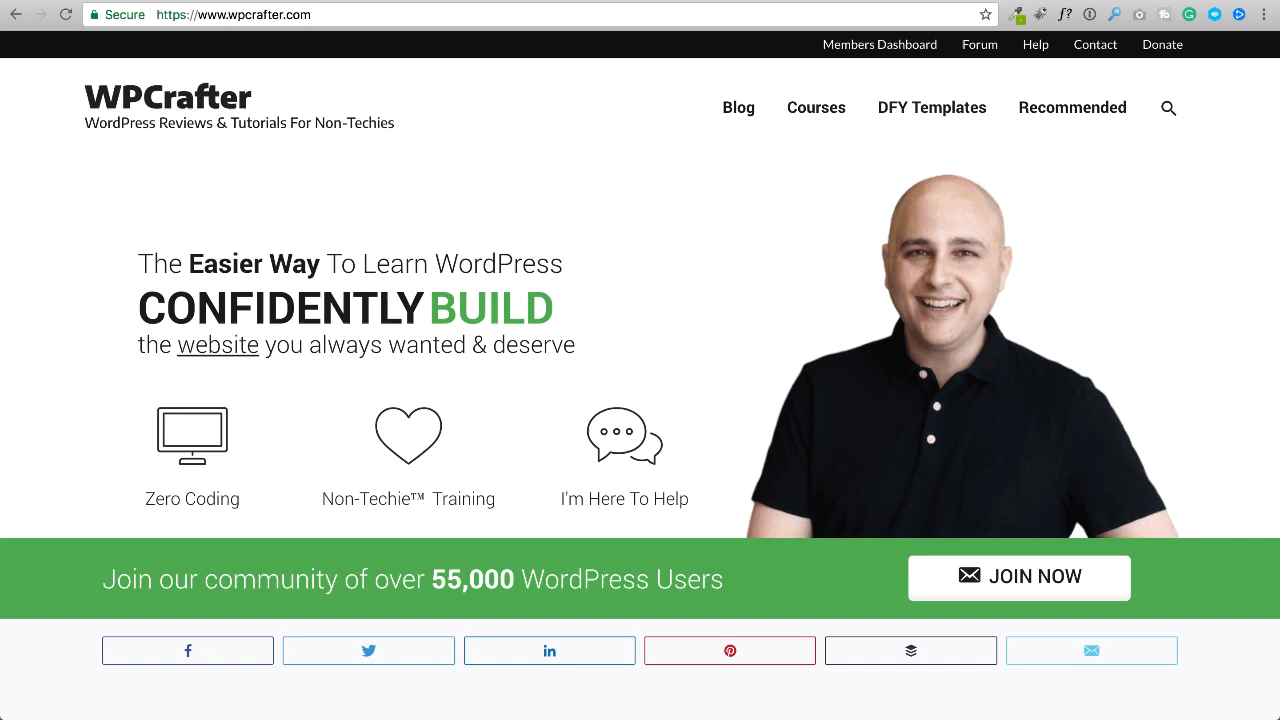 Secure https://www.wpcrafter.com
Members Dashboard Forum Help Contact Donate
WPCrafter
WordPress Reviews & Tutorials For Non-Techies
Blog Courses DFY Templates Recommended
The Easier Way To Learn WordPress
CONFIDENTLY BUILD
the website you always wanted & deserve
Zero Coding Non-Techie™ Training I'm Here To Help
Join our community of over 55,000 WordPress Users
JOIN NOW